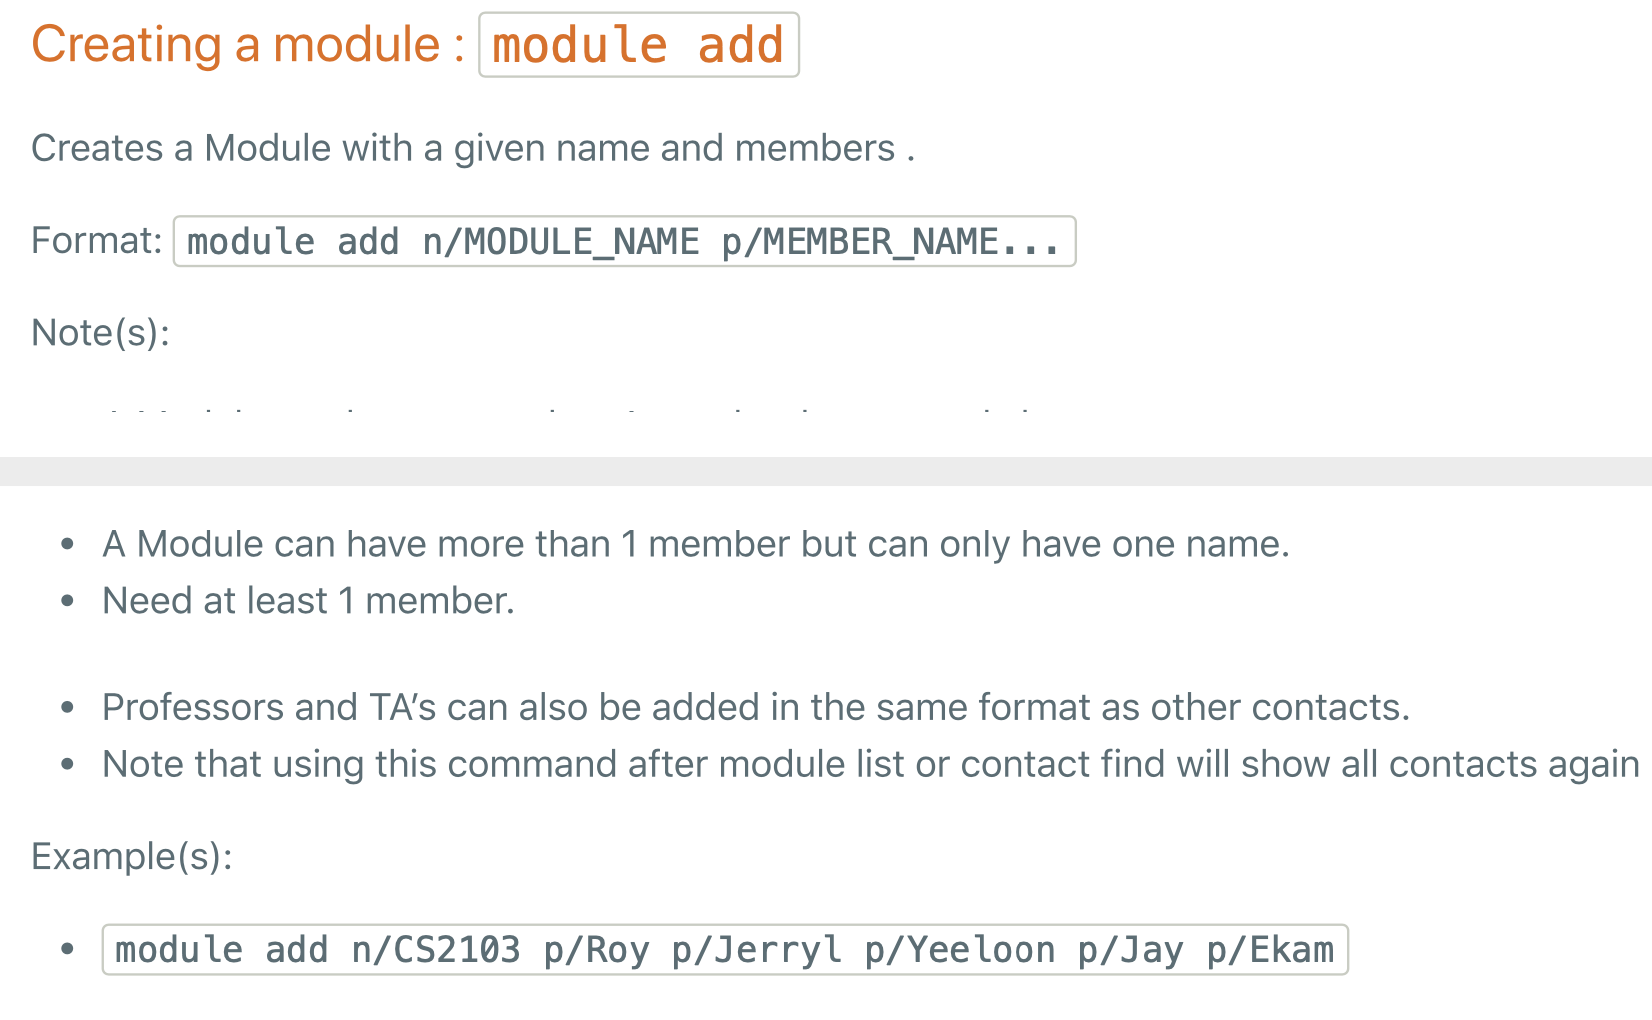 Creating a module : module add
Creates a Module with a given name and members .
Format: module add n/MODULE_NAME p/MEMBER_NAME...
Note(s):
• A Module can have more than 1 member but can only have one name.
• Need at least 1 member.
• Professors and TA’s can also be added in the same format as other contacts.
• Note that using this command after module list or contact find will show all contacts again
Example(s):
• module add n/CS2103 p/Roy p/Jerryl p/Yeeloon p/Jay p/Ekam